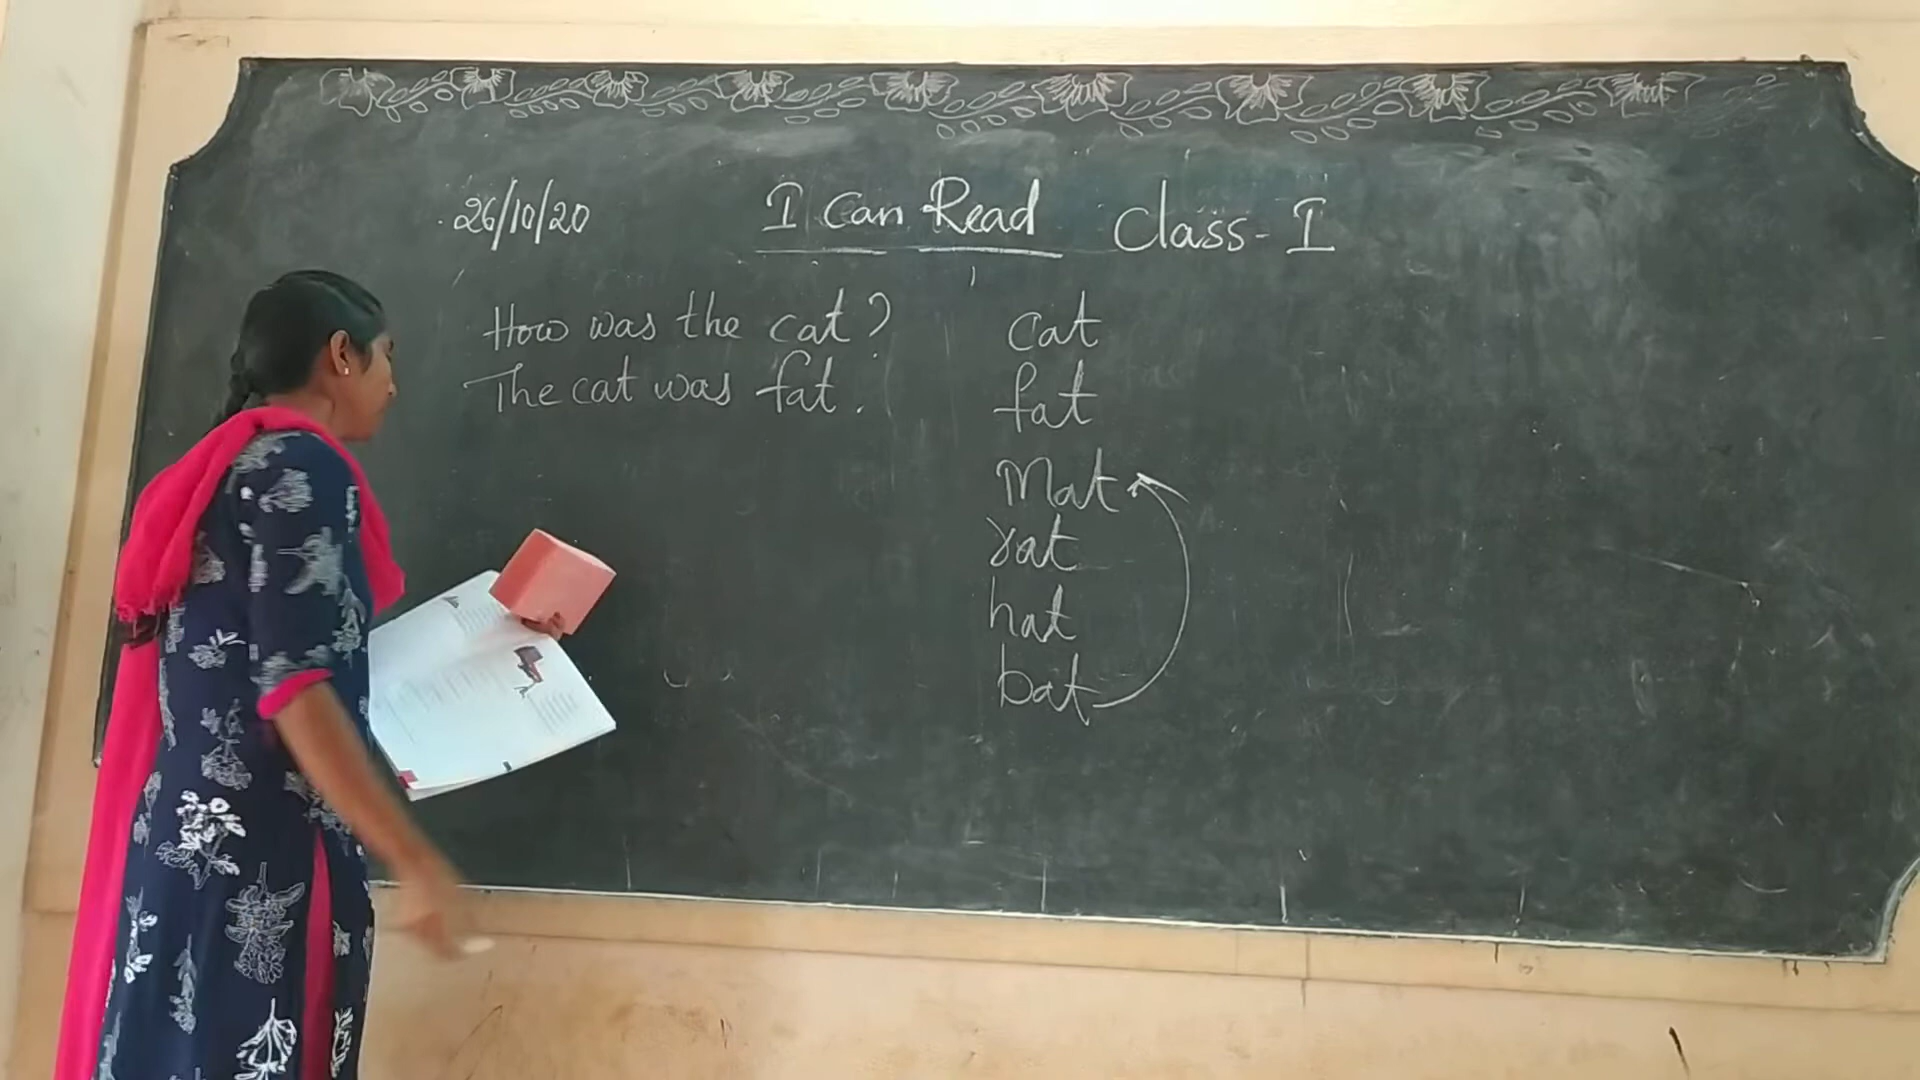 26/10/20 I Can Read Class - I
How was the cat?
The cat was fat.
cat
fat
Mat
rat
hat
bat